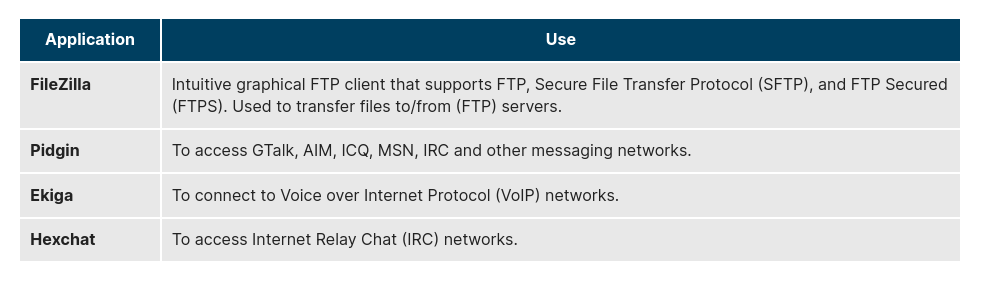 Application Use
FileZilla Intuitive graphical FTP client that supports FTP, Secure File Transfer Protocol (SFTP), and FTP Secured
(FTPS). Used to transfer files to/from (FTP) servers.
Pidgin To access GTalk, AIM, ICQ, MSN, IRC and other messaging networks.
Ekiga To connect to Voice over Internet Protocol (VoIP) networks.
Hexchat To access Internet Relay Chat (IRC) networks.